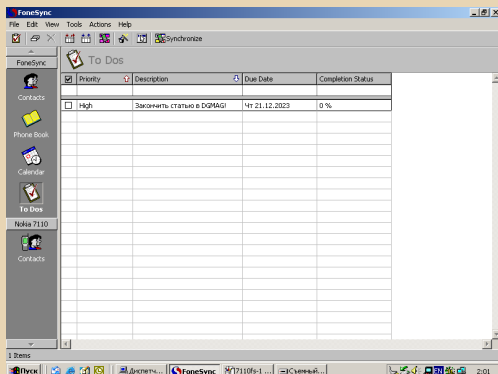 FoneSync
File Edit View Tools Actions Help
Synchronize
FoneSync
To Dos
Priority Description Due Date Completion Status
High Закончить статью в DGMAG! Чт 21.12.2023 0 %
Contacts
Phone Book
Calendar
To Dos
Nokia 7110
Contacts
1 Items
Пуск Диспетч... FoneSync 7110fs-1 ... Съемный... EN 2:01